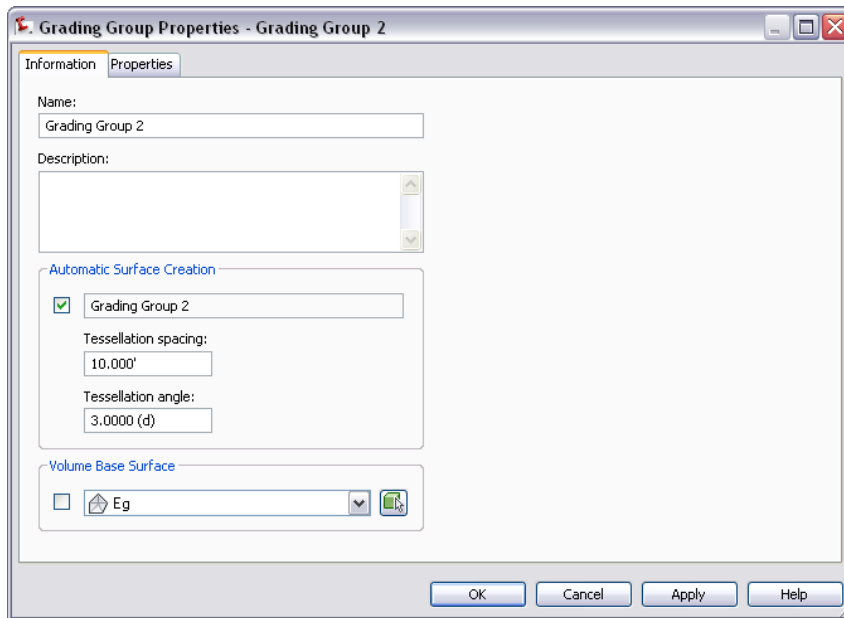 Grading Group Properties - Grading Group 2
Information Properties
Name:
Grading Group 2
Description:
Automatic Surface Creation
Grading Group 2
Tessellation spacing:
10.000'
Tessellation angle:
3.0000 (d)
Volume Base Surface
Eg
OK Cancel Apply Help